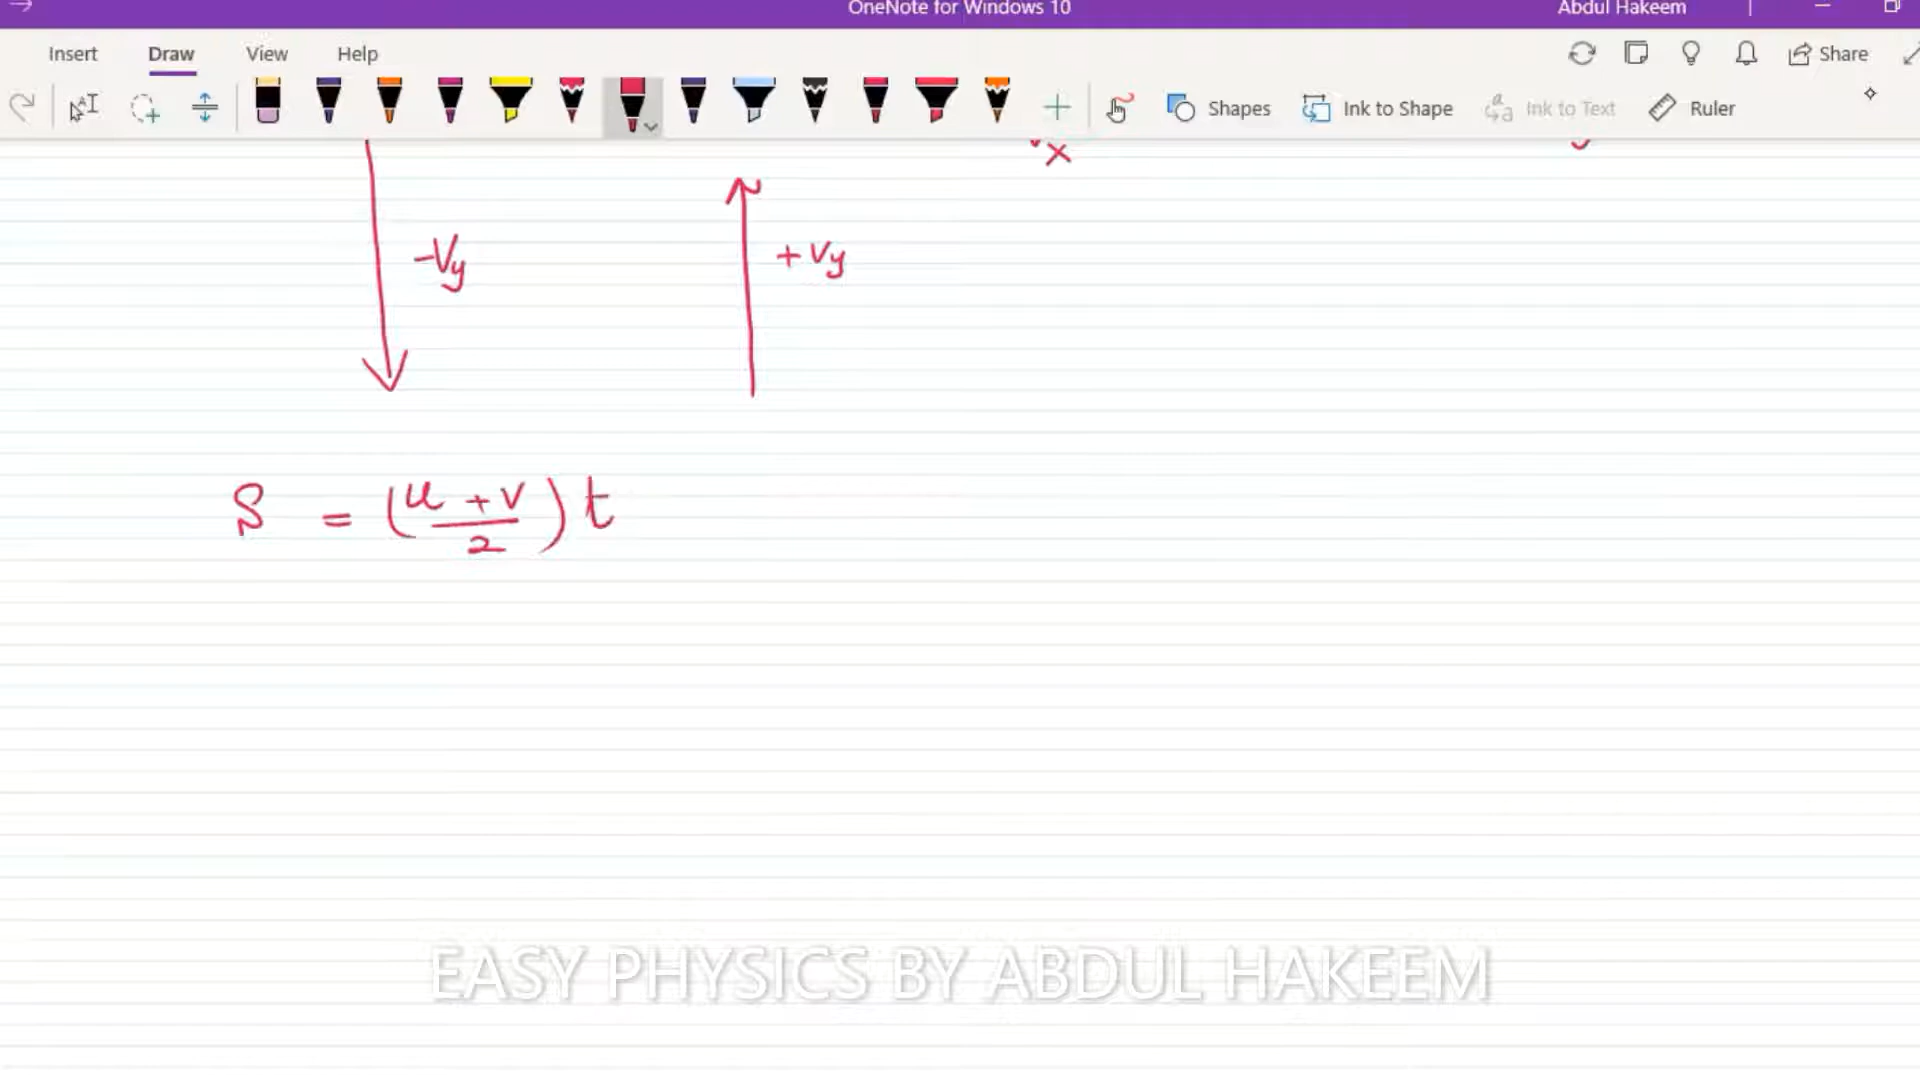 OneNote for Windows 10 Abdul Hakeem
Insert Draw View Help Share
Shapes Ink to Shape Ink to Text Ruler
x
-Vy +Vy
S = (u + v / 2) t
EASY PHYSICS BY ABDUL HAKEEM